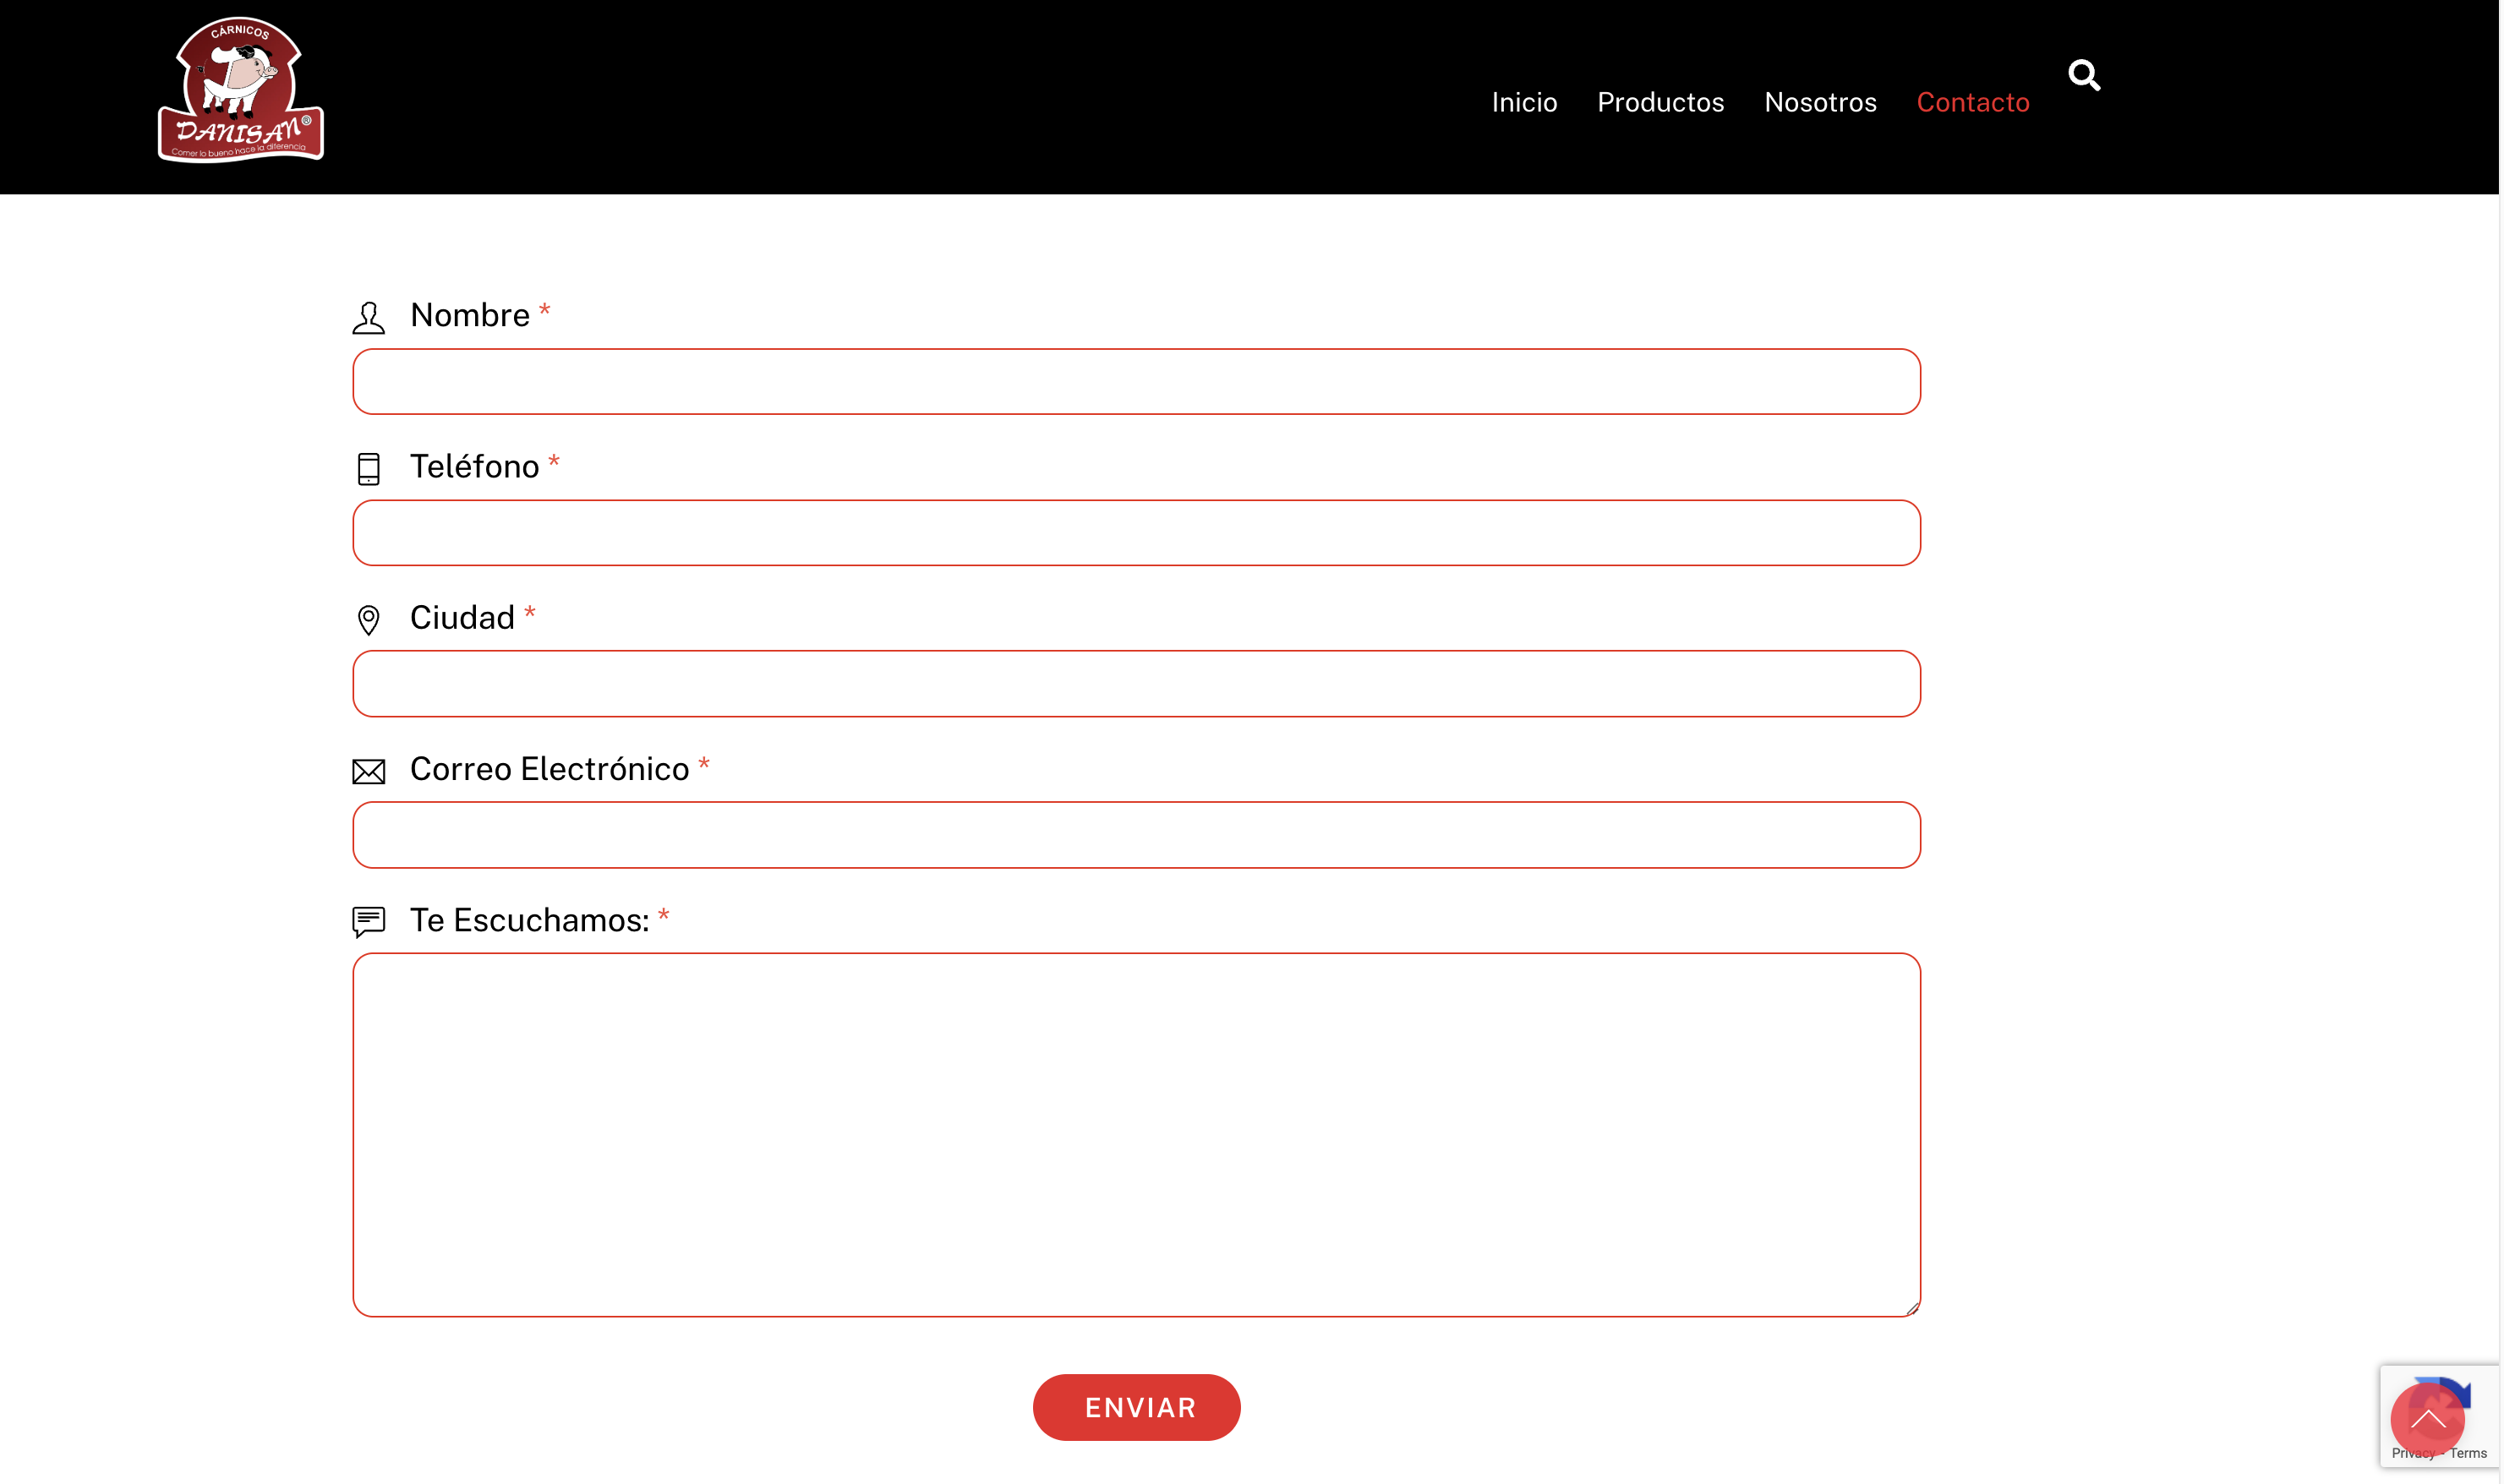 CÁRNICOS
DANISAN®
Comer lo bueno hace la diferencia
Inicio Productos Nosotros Contacto
Nombre *
Teléfono *
Ciudad *
Correo Electrónico *
Te Escuchamos: *
ENVIAR
Privacy - Terms